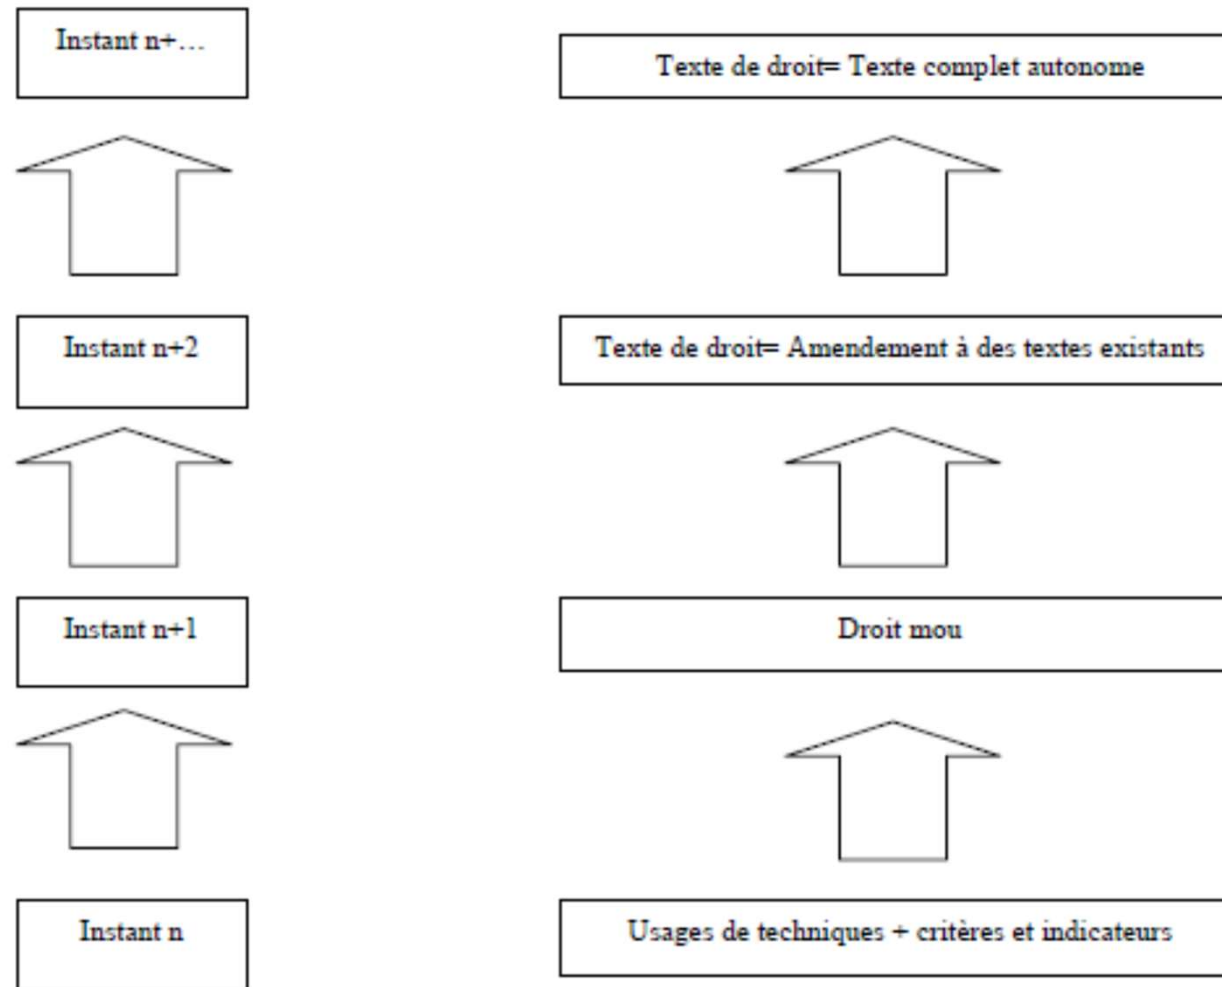 Instant n+…
Texte de droit= Texte complet autonome
Instant n+2
Texte de droit= Amendement à des textes existants
Instant n+1
Droit mou
Instant n
Usages de techniques + critères et indicateurs